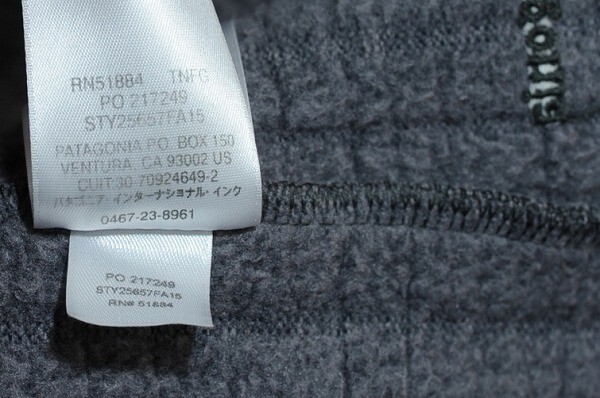 RN51884 TNFG
PO 217249
STY25657FA15
PATAGONIA P.O. BOX 150
VENTURA, CA 93002 US
CUIT 30-70924649-2
パタゴニア・インターナショナル・インク
0467-23-8961
PO 217249
STY25657FA15
RN# 51884